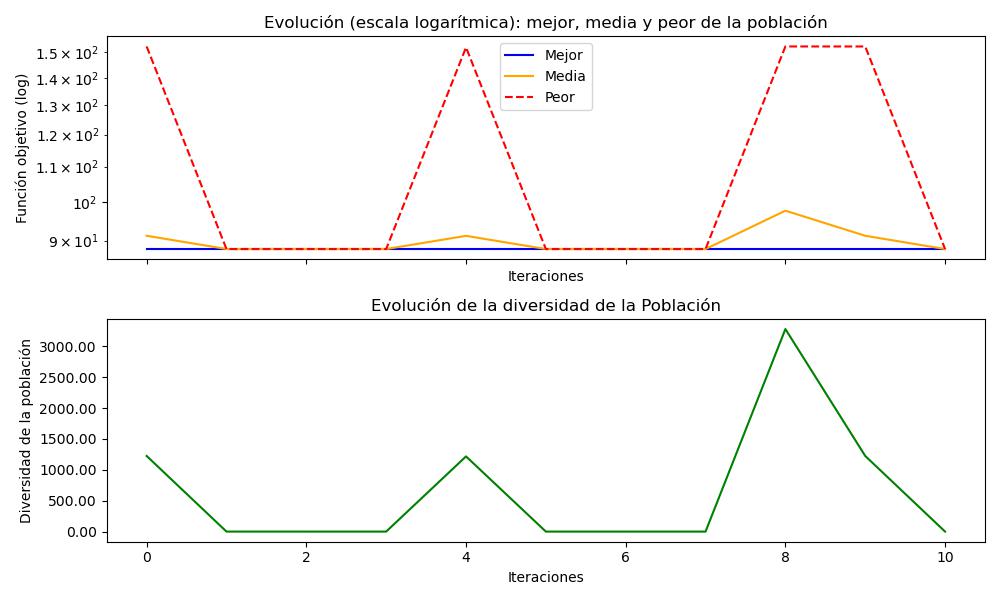 Evolución (escala logarítmica): mejor, media y peor de la población
Función objetivo (log)
1.5 × 10²
1.4 × 10²
1.3 × 10²
1.2 × 10²
1.1 × 10²
10²
9 × 10¹
Mejor
Media
Peor
Iteraciones
Evolución de la diversidad de la Población
Diversidad de la población
3000.00
2500.00
2000.00
1500.00
1000.00
500.00
0.00
0 2 4 6 8 10
Iteraciones